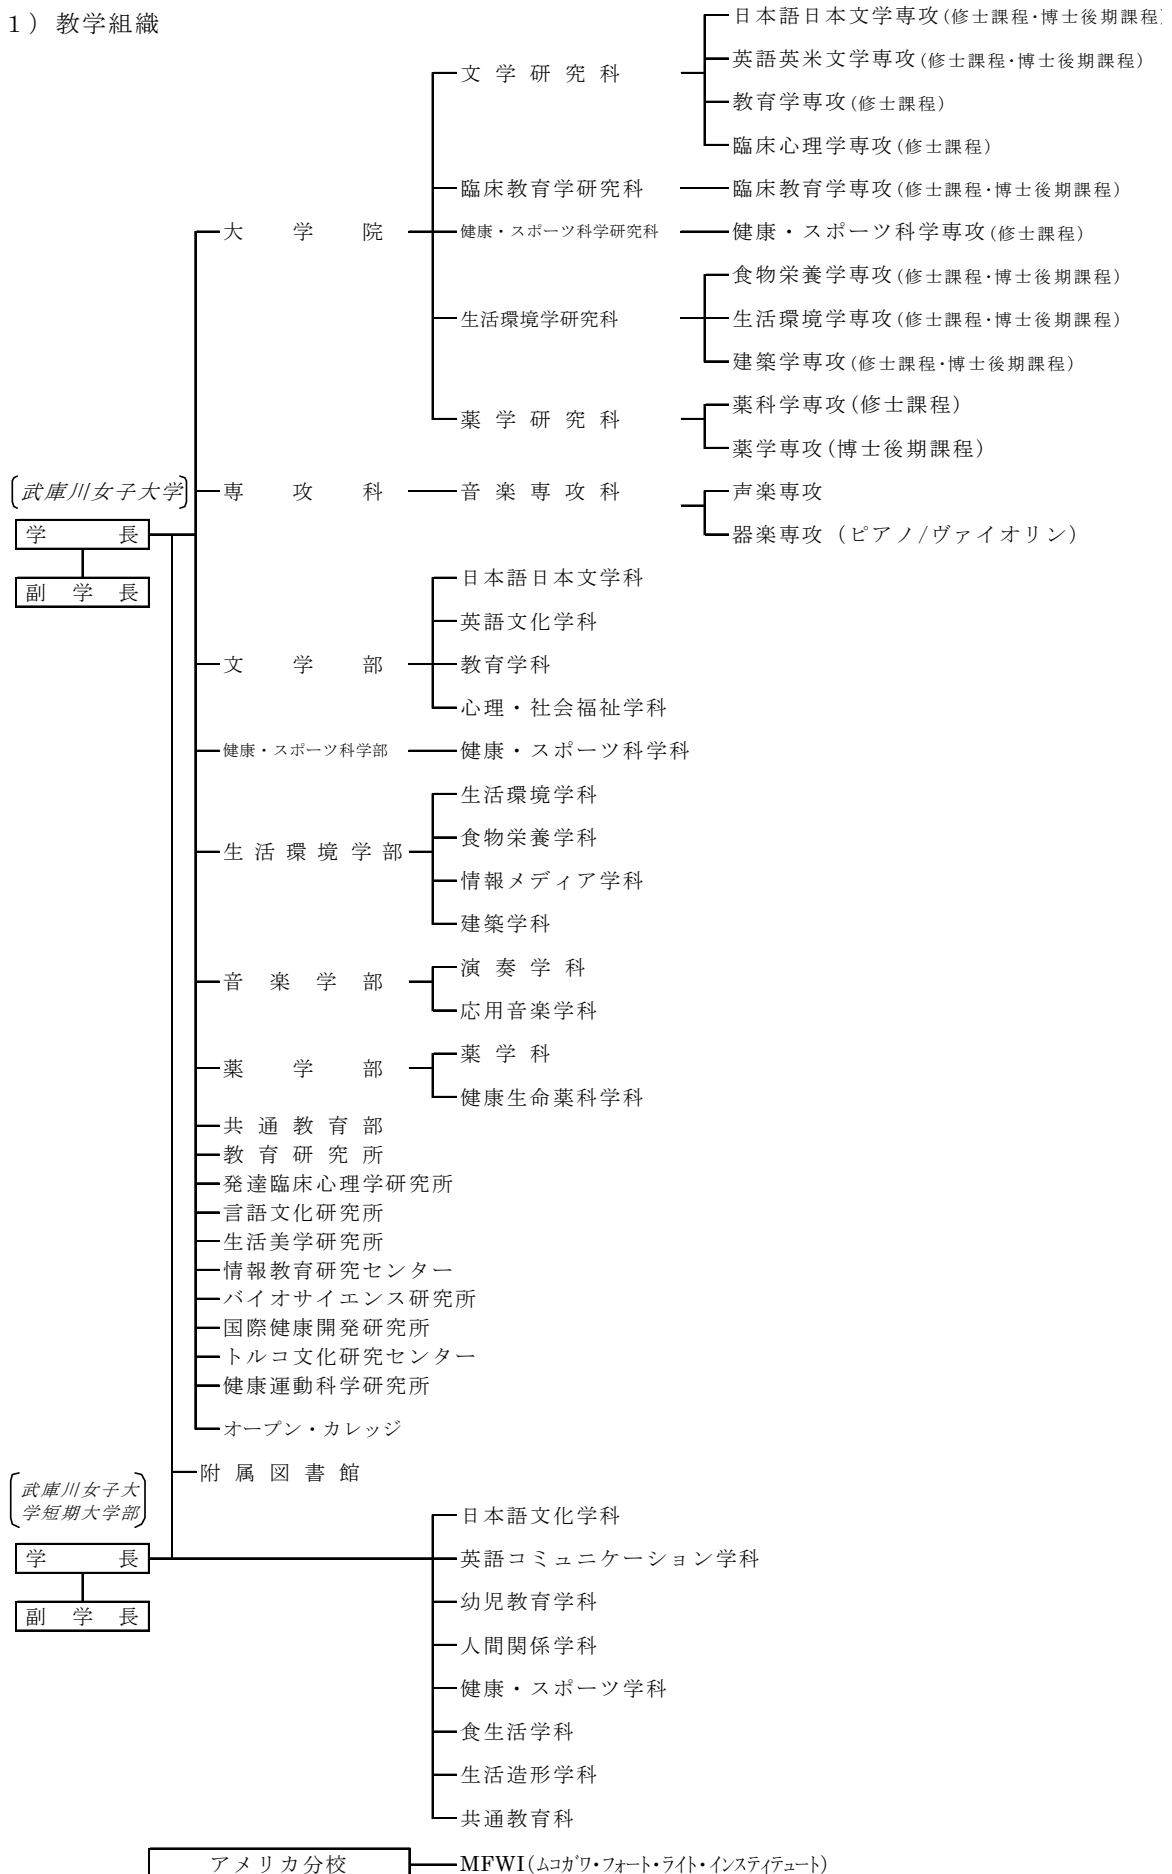 1）教学組織
日本語日本文学専攻(修士課程･博士後期課程)
文学研究科
英語英米文学専攻(修士課程･博士後期課程)
教育学専攻(修士課程)
臨床心理学専攻(修士課程)
臨床教育学研究科
臨床教育学専攻(修士課程･博士後期課程)
大学院
健康・スポーツ科学研究科
健康・スポーツ科学専攻(修士課程)
生活環境学研究科
食物栄養学専攻(修士課程･博士後期課程)
生活環境学専攻(修士課程･博士後期課程)
建築学専攻(修士課程･博士後期課程)
薬学研究科
薬科学専攻(修士課程)
薬学専攻(博士後期課程)
武庫川女子大学
学長
副学長
専攻科
音楽専攻科
声楽専攻
器楽専攻（ピアノ/ヴァイオリン）
文学部
日本語日本文学科
英語文化学科
教育学科
心理・社会福祉学科
健康・スポーツ科学部
健康・スポーツ科学科
生活環境学部
生活環境学科
食物栄養学科
情報メディア学科
建築学科
音楽学部
演奏学科
応用音楽学科
薬学部
薬学科
健康生命薬科学科
共通教育部
教育研究所
発達臨床心理学研究所
言語文化研究所
生活美学研究所
情報教育研究センター
バイオサイエンス研究所
国際健康開発研究所
トルコ文化研究センター
健康運動科学研究所
オープン・カレッジ
附属図書館
武庫川女子大
学短期大学部
学長
副学長
日本語文化学科
英語コミュニケーション学科
幼児教育学科
人間関係学科
健康・スポーツ学科
食生活学科
生活造形学科
共通教育科
アメリカ分校
MFWI(ムコガワ･フォート･ライト･インスティテュート)